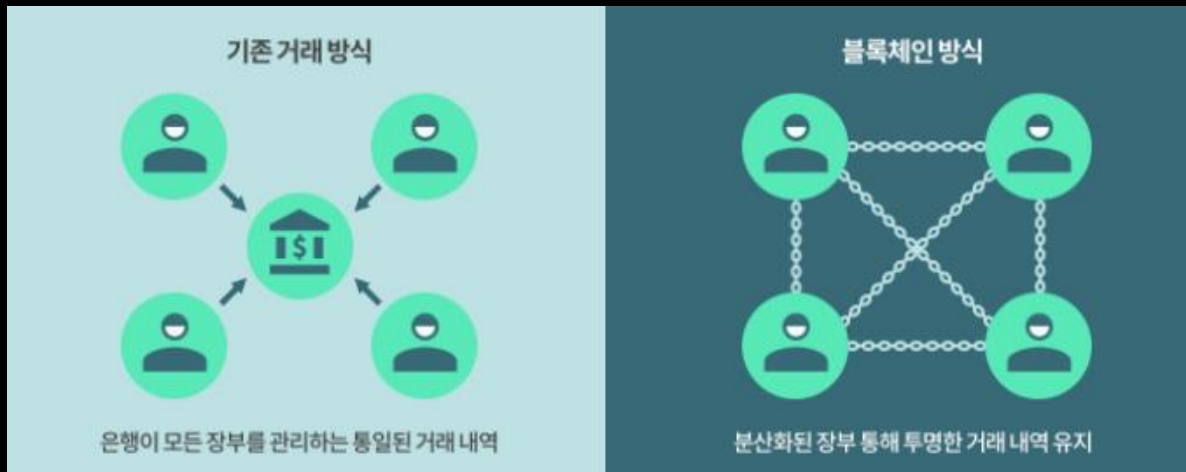 기존 거래 방식
블록체인 방식
$
은행이 모든 장부를 관리하는 통일된 거래 내역
분산화된 장부 통해 투명한 거래 내역 유지